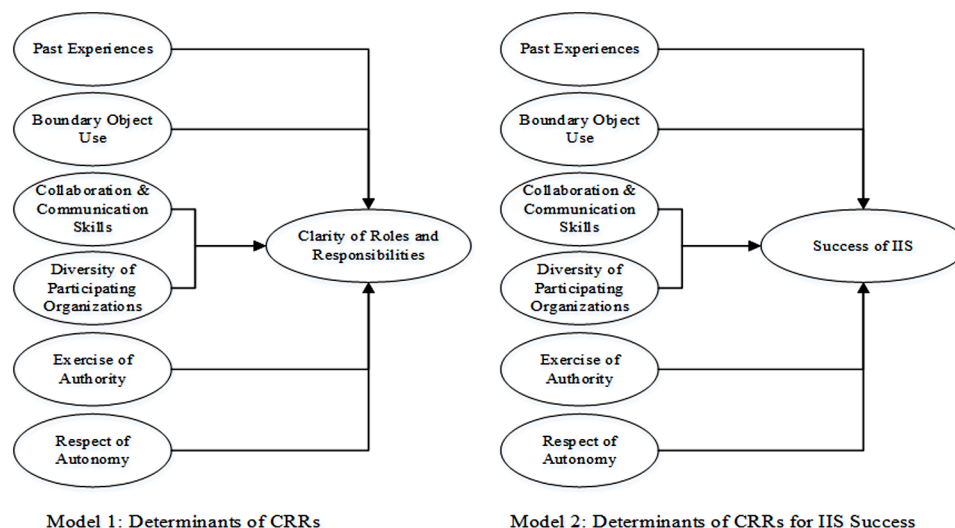 Past Experiences
Boundary Object
Use
Collaboration &
Communication
Skills
Diversity of
Participating
Organizations
Exercise of
Authority
Respect of
Autonomy
Clarity of Roles and
Responsibilities
Model 1: Determinants of CRRs
Past Experiences
Boundary Object
Use
Collaboration &
Communication
Skills
Diversity of
Participating
Organizations
Exercise of
Authority
Respect of
Autonomy
Success of IIS
Model 2: Determinants of CRRs for IIS Success